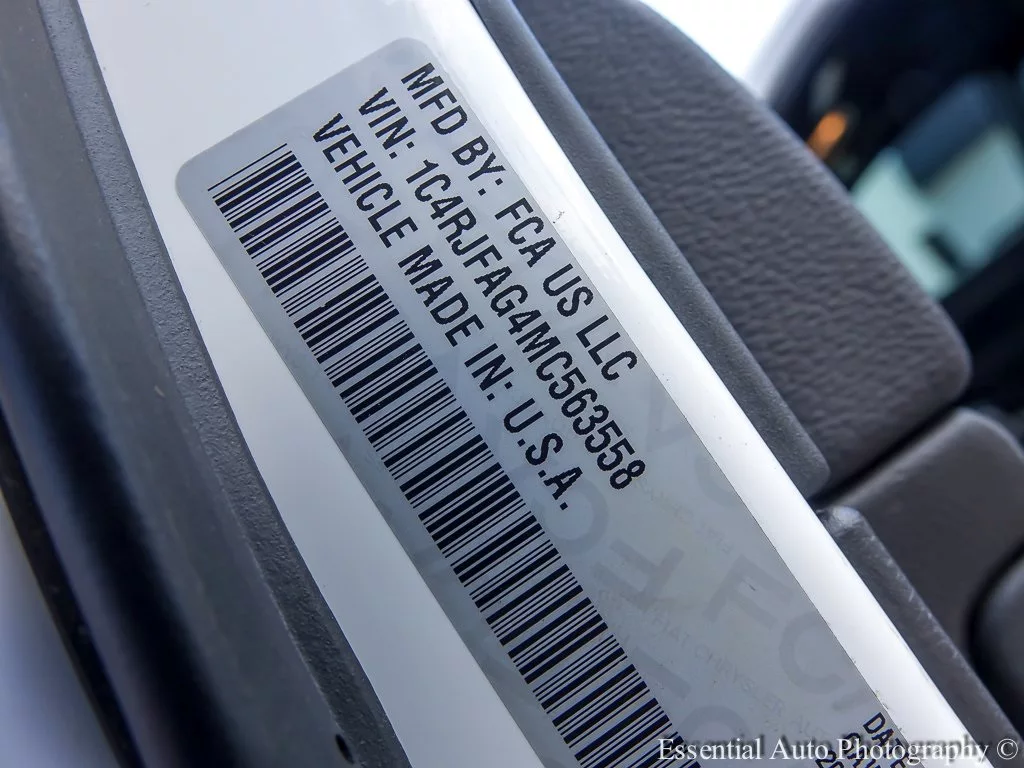 MFD BY: FCA US LLC
VIN: 1C4RJFAG4MC563558
VEHICLE MADE IN: U.S.A.
Essential Auto Photography ©